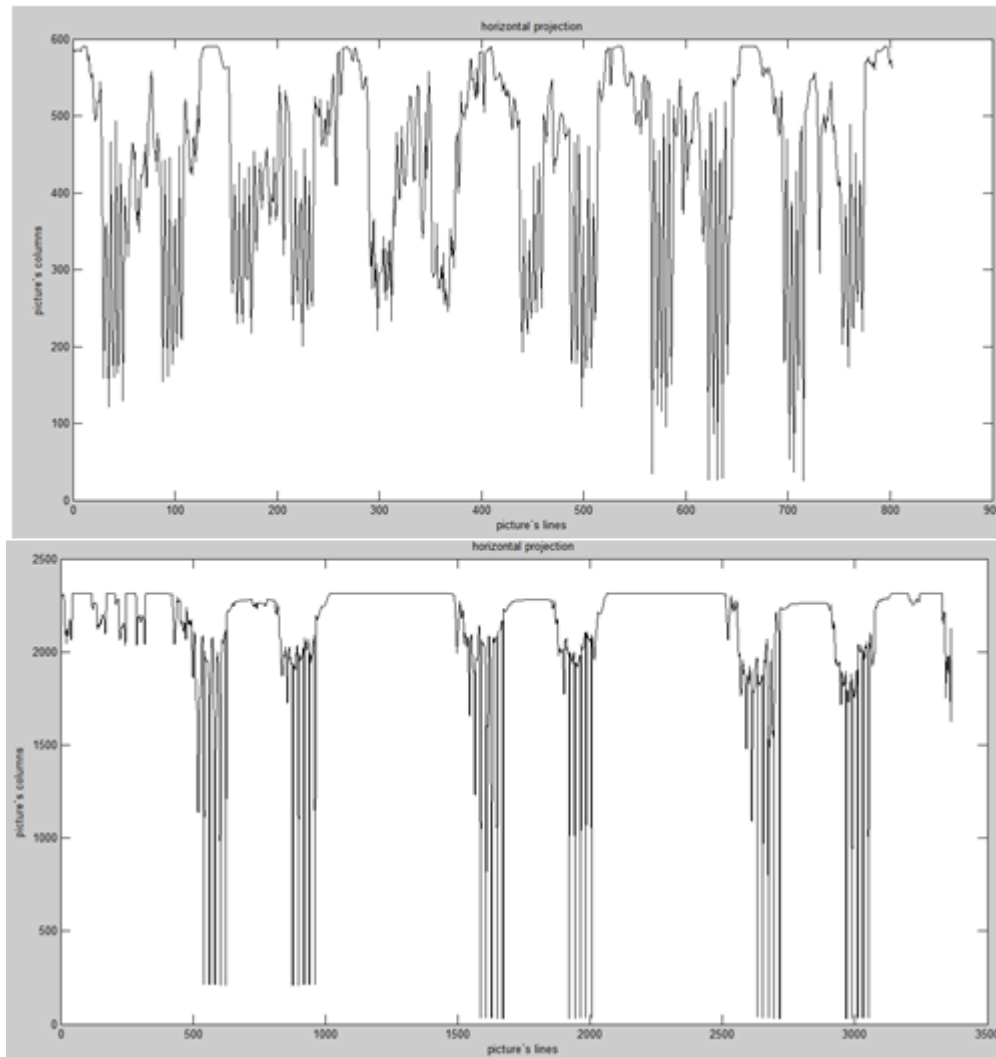 horizontal projection
600
500
400
300
200
100
0
picture's columns
0 100 200 300 400 500 600 700 800 900
picture's lines
horizontal projection
2500
2000
1500
1000
500
0
picture's columns
0 500 1000 1500 2000 2500 3000 3500
picture's lines